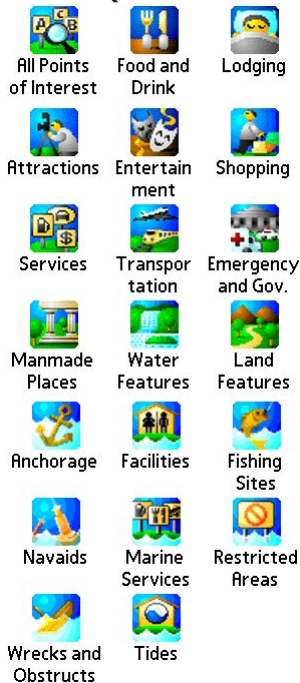 A C B
All Points
of Interest
Food and
Drink
Lodging
Attractions
Entertain
ment
Shopping
Services
Transpor
tation
Emergency
and Gov.
Manmade
Places
Water
Features
Land
Features
Anchorage
Facilities
Fishing
Sites
Navaids
Marine
Services
Restricted
Areas
Wrecks and
Obstructs
Tides